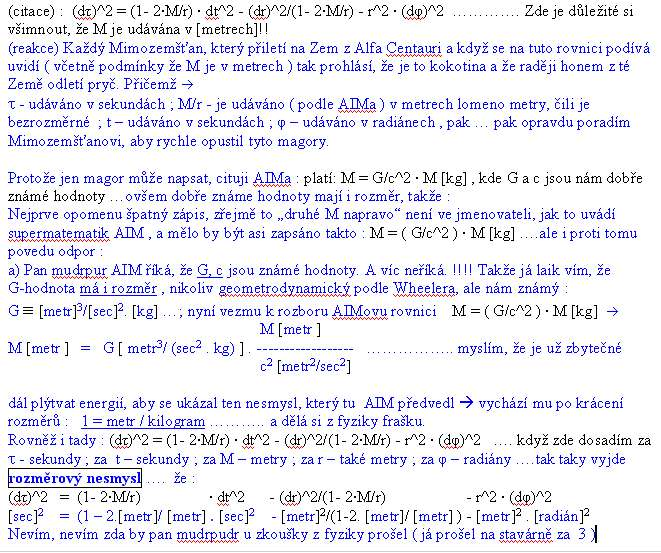 (citace) : (dτ)^2 = (1- 2·M/r) · dt^2 - (dr)^2/(1- 2·M/r) - r^2 · (dφ)^2 …………. Zde je důležité si
všimnout, že M je udávána v [metrech]!!
(reakce) Každý Mimozemšťan, který přiletí na Zem z Alfa Centauri a když se na tuto rovnici podívá
uvidí ( včetně podmínky že M je v metrech ) tak prohlásí, že je to kokotina a že raději honem z té
Země odletí pryč. Přičemž →
τ - udáváno v sekundách ; M/r - je udáváno ( podle AIMa ) v metrech lomeno metry, čili je
bezrozměrné ; t – udáváno v sekundách ; φ – udáváno v radiánech , pak … pak opravdu poradím
Mimozemšťanovi, aby rychle opustil tyto magory.
Protože jen magor může napsat, cituji AIMa : platí: M = G/c^2 · M [kg] , kde G a c jsou nám dobře
známé hodnoty …ovšem dobře známe hodnoty mají i rozměr, takže :
Nejprve opomenu špatný zápis, zřejmě to „druhé M napravo“ není ve jmenovateli, jak to uvádí
supermatematik AIM , a mělo by být asi zapsáno takto : M = ( G/c^2 ) · M [kg] ….ale i proti tomu
povedu odpor :
a) Pan mudrpur AIM říká, že G, c jsou známé hodnoty. A víc neříká. !!!! Takže já laik vím, že
G-hodnota má i rozměr , nikoliv geometrodynamický podle Wheelera, ale nám známý :
G ≡ [metr]3/[sec]2. [kg] … ; nyní vezmu k rozboru AIMovu rovnici M = ( G/c^2 ) · M [kg] →
M [metr ]
M [metr ] = G [ metr3/ (sec2 . kg) ] . ------------------ …………….. myslím, že je už zbytečné
c2 [metr2/sec2]
dál plýtvat energií, aby se ukázal ten nesmysl, který tu AIM předvedl → vychází mu po krácení
rozměrů : 1 = metr / kilogram ……….. a dělá si z fyziky frašku.
Rovněž i tady : (dτ)^2 = (1- 2·M/r) · dt^2 - (dr)^2/(1- 2·M/r) - r^2 · (dφ)^2 …. když zde dosadím za
τ - sekundy ; za t – sekundy ; za M – metry ; za r – také metry ; za φ – radiány ….tak taky vyjde
rozměrový nesmysl …. že :
(dτ)^2 = (1- 2·M/r) · dt^2 - (dr)^2/(1- 2·M/r) - r^2 · (dφ)^2
[sec]2 = (1 – 2.[metr]/ [metr] . [sec]2 - [metr]2/(1-2. [metr]/ [metr] ) - [metr]2 . [radián]2
Nevím, nevím zda by pan mudrpudr u zkoušky z fyziky prošel ( já prošel na stavárně za 3 )